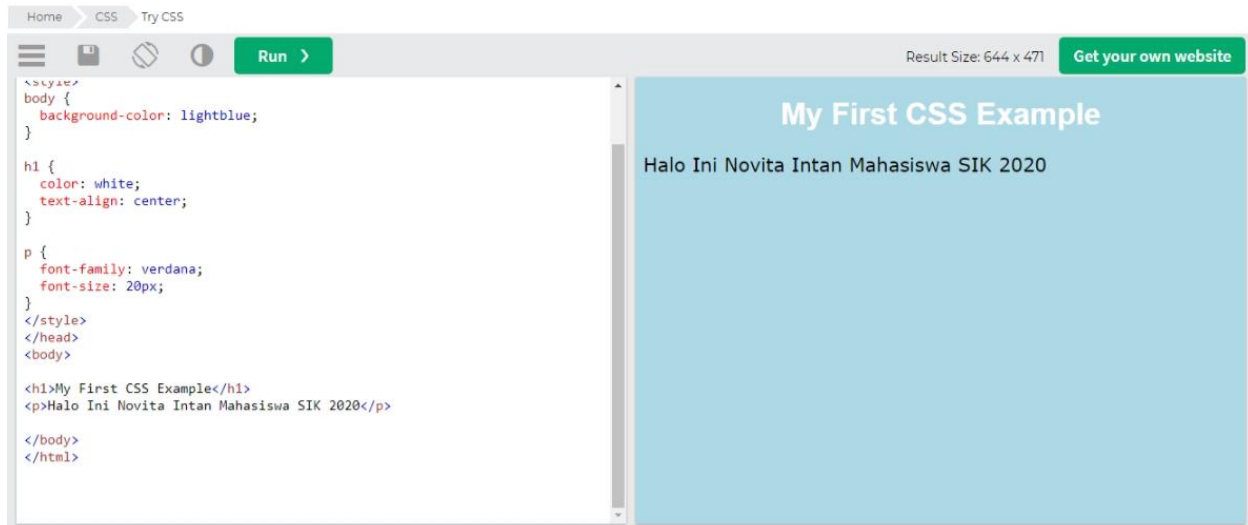 Home CSS Try CSS
Run ❯
Result Size: 644 x 471
Get your own website
<style>
body {
  background-color: lightblue;
}

h1 {
  color: white;
  text-align: center;
}

p {
  font-family: verdana;
  font-size: 20px;
}
</style>
</head>
<body>

<h1>My First CSS Example</h1>
<p>Halo Ini Novita Intan Mahasiswa SIK 2020</p>

</body>
</html>
My First CSS Example
Halo Ini Novita Intan Mahasiswa SIK 2020